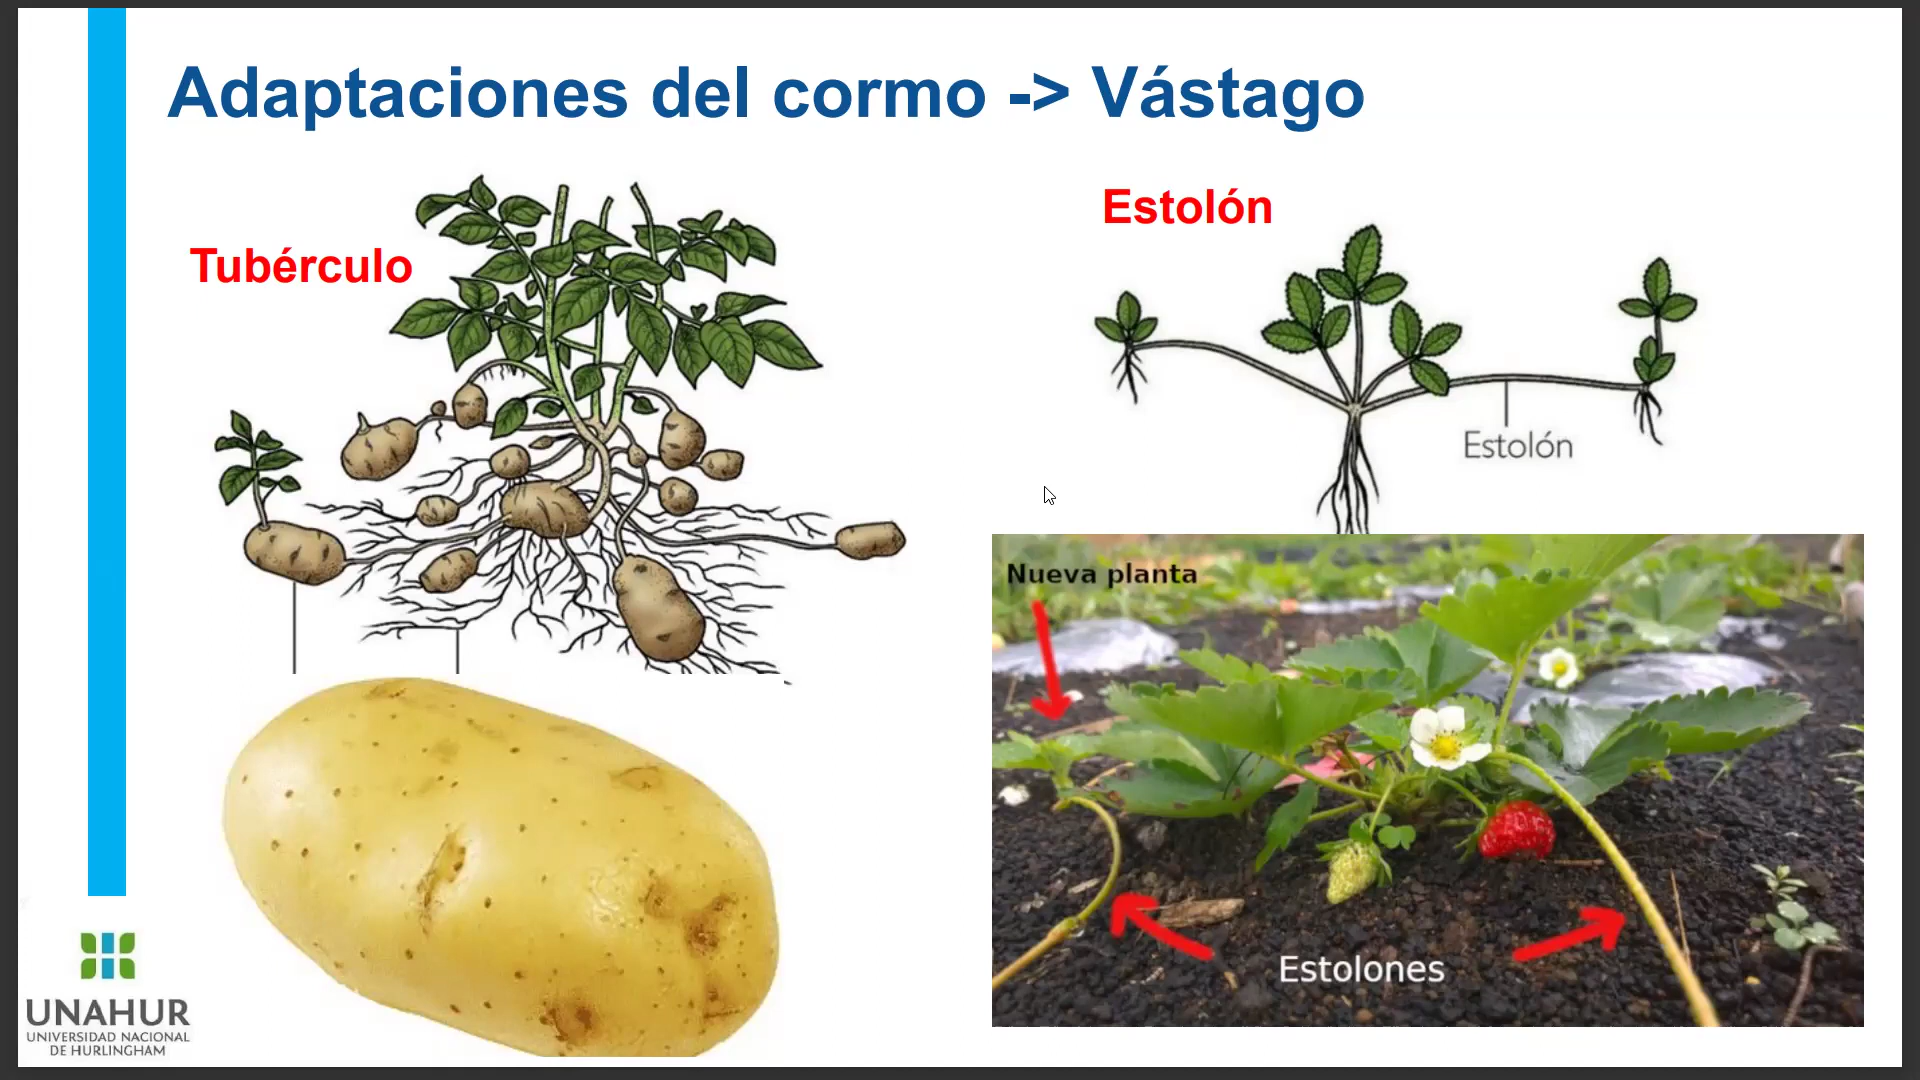 Adaptaciones del cormo -> Vástago
Tubérculo
Estolón
Estolón
Nueva planta
Estolones
UNAHUR
UNIVERSIDAD NACIONAL
DE HURLINGHAM